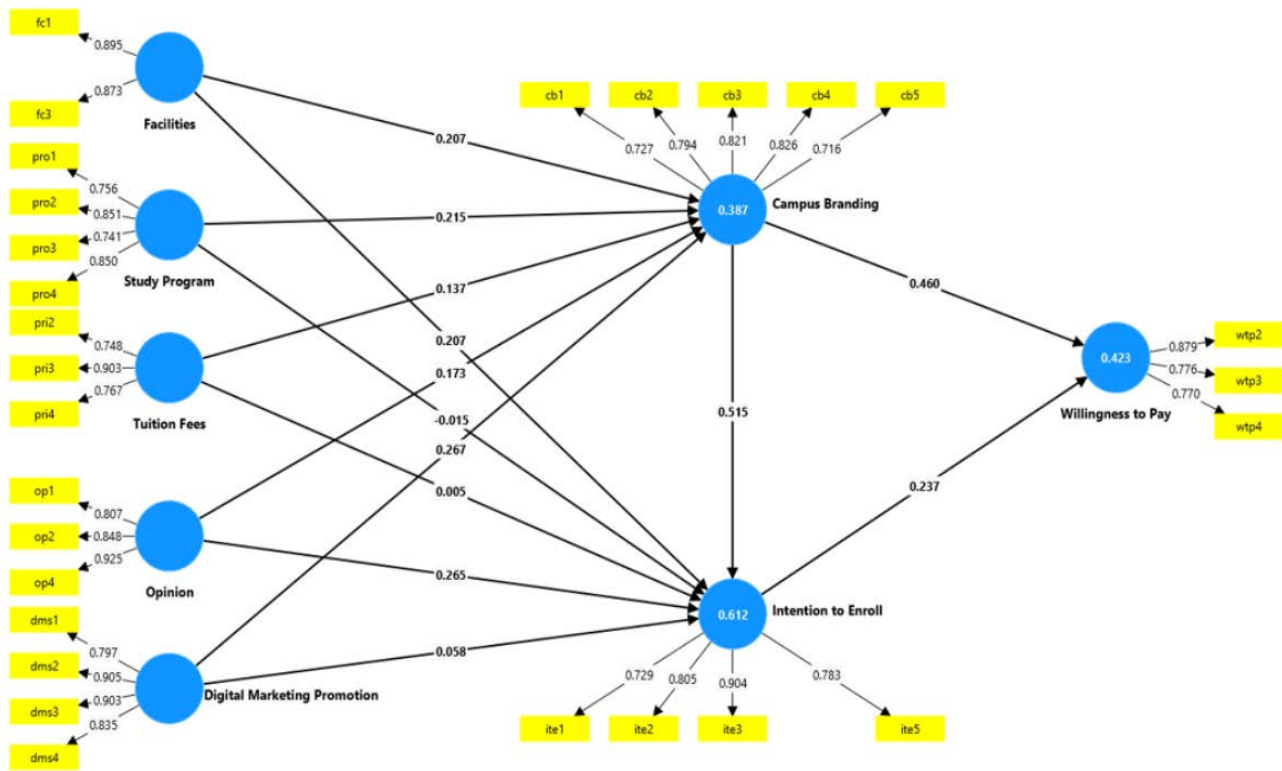 fc1
0.895
0.873
fc3
Facilities
pro1
0.756
pro2
0.851
0.741
pro3
0.850
pro4
Study Program
pri2
0.748
pri3
0.903
0.767
pri4
Tuition Fees
op1
0.807
op2
0.848
0.925
op4
Opinion
dms1
0.797
dms2
0.905
0.903
dms3
0.835
dms4
Digital Marketing Promotion
0.207
0.215
0.137
0.207
0.173
-0.015
0.267
0.005
0.265
0.058
cb1
cb2
cb3
cb4
cb5
0.727
0.794
0.821
0.826
0.716
0.387
Campus Branding
0.460
0.515
0.237
0.612
Intention to Enroll
0.729
0.805
0.904
0.783
ite1
ite2
ite3
ite5
0.423
Willingness to Pay
0.879
0.776
0.770
wtp2
wtp3
wtp4